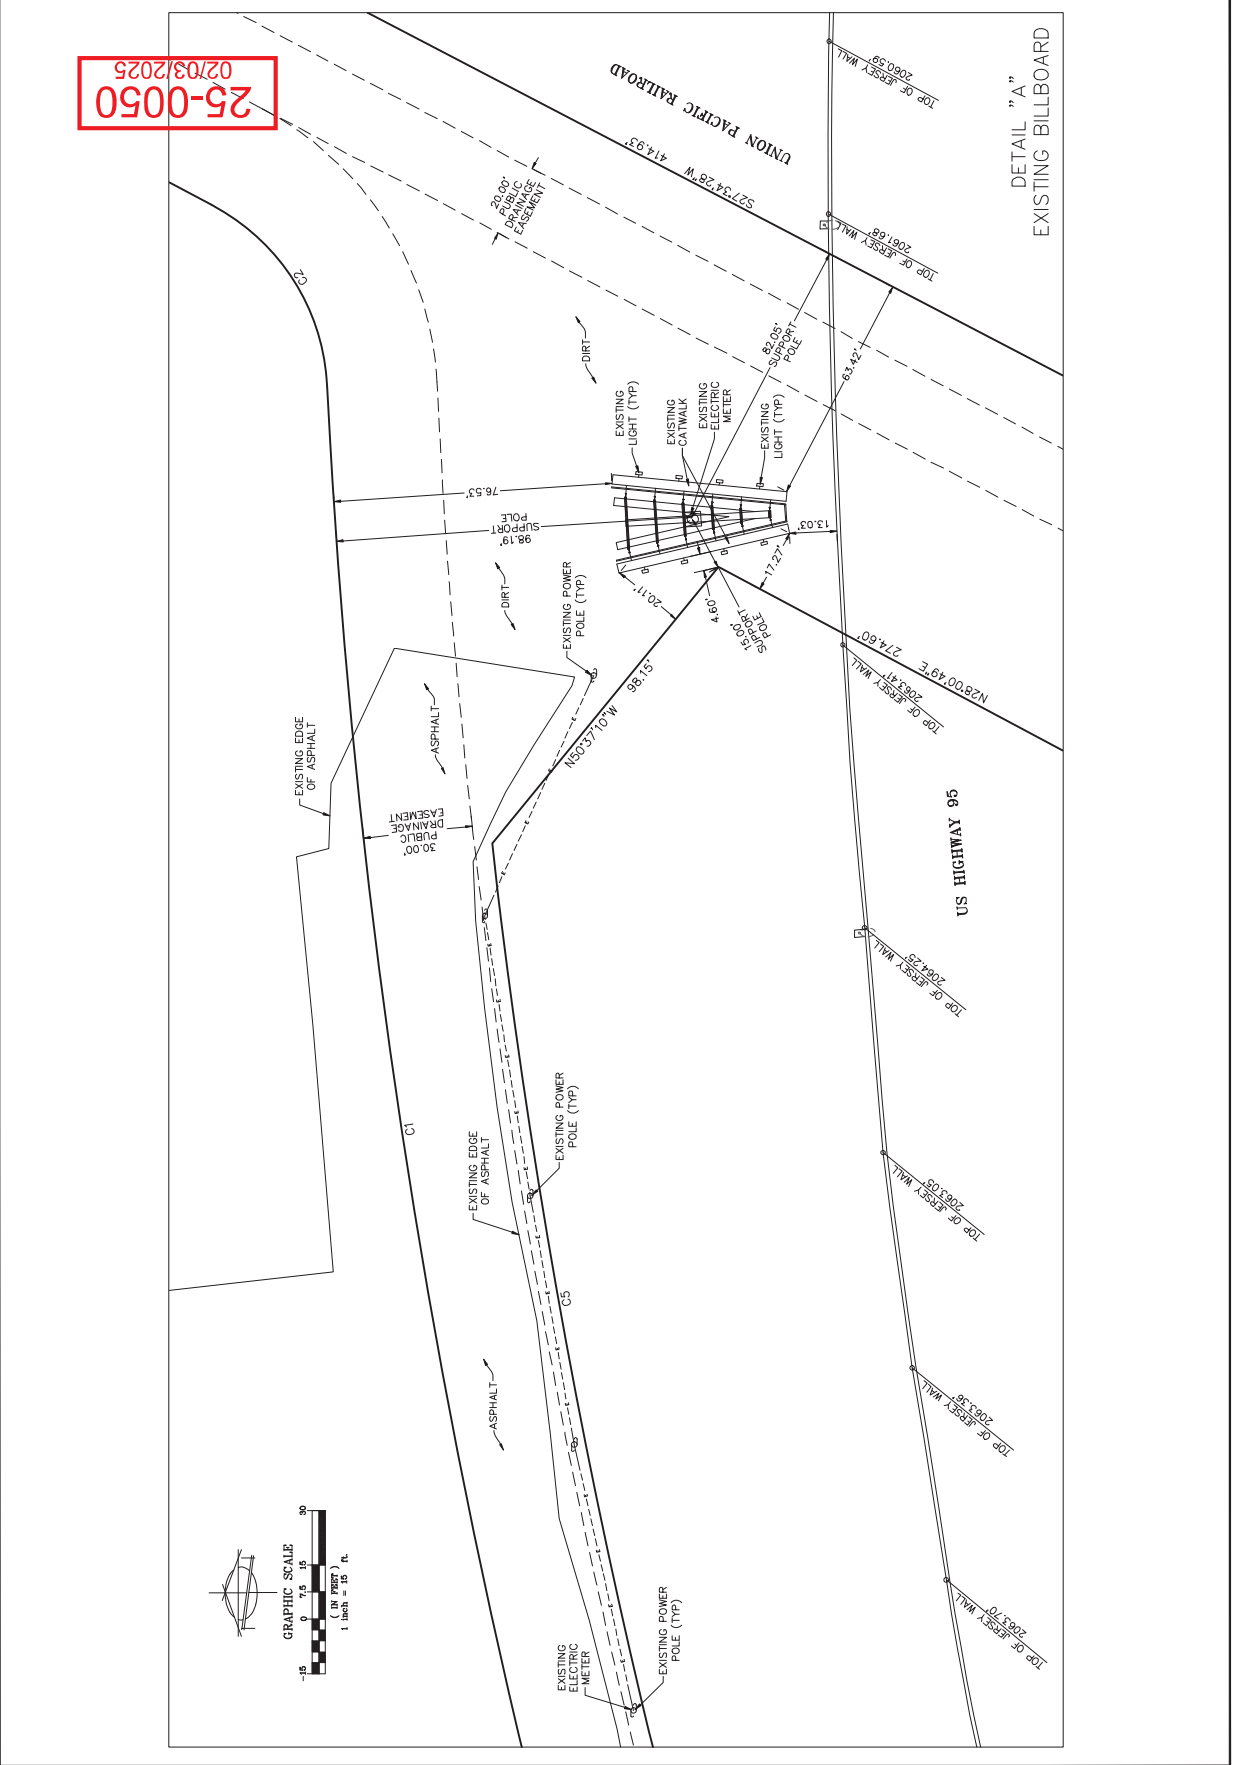 02/03/2025
25-0050
DETAIL "A"
EXISTING BILLBOARD
UNION PACIFIC RAILROAD
S27°34'28"W 414.93'
20.00'
PUBLIC
DRAINAGE
EASEMENT
TOP OF JERSEY WALL
2060.59'
TOP OF JERSEY WALL
2061.68'
C2
DIRT
82.05'
SUPPORT
POLE
63.42'
EXISTING
LIGHT (TYP)
EXISTING
CATWALK
EXISTING
ELECTRIC
METER
EXISTING
LIGHT (TYP)
76.53'
98.19'
SUPPORT
POLE
13.03'
17.27'
20.11'
4.60'
15.00'
SUPPORT
POLE
DIRT
EXISTING POWER
POLE (TYP)
N28°00'49"E 274.60'
TOP OF JERSEY WALL
2063.41'
N50°37'10"W 98.15'
ASPHALT
EXISTING EDGE
OF ASPHALT
30.00'
PUBLIC
DRAINAGE
EASEMENT
US HIGHWAY 95
TOP OF JERSEY WALL
2064.25'
C1
EXISTING EDGE
OF ASPHALT
EXISTING POWER
POLE (TYP)
TOP OF JERSEY WALL
2063.05'
C5
ASPHALT
TOP OF JERSEY WALL
2063.36'
GRAPHIC SCALE
-15 0 7.5 15 30
( IN FEET )
1 inch = 15 ft.
EXISTING
ELECTRIC
METER
EXISTING POWER
POLE (TYP)
TOP OF JERSEY WALL
2063.70'